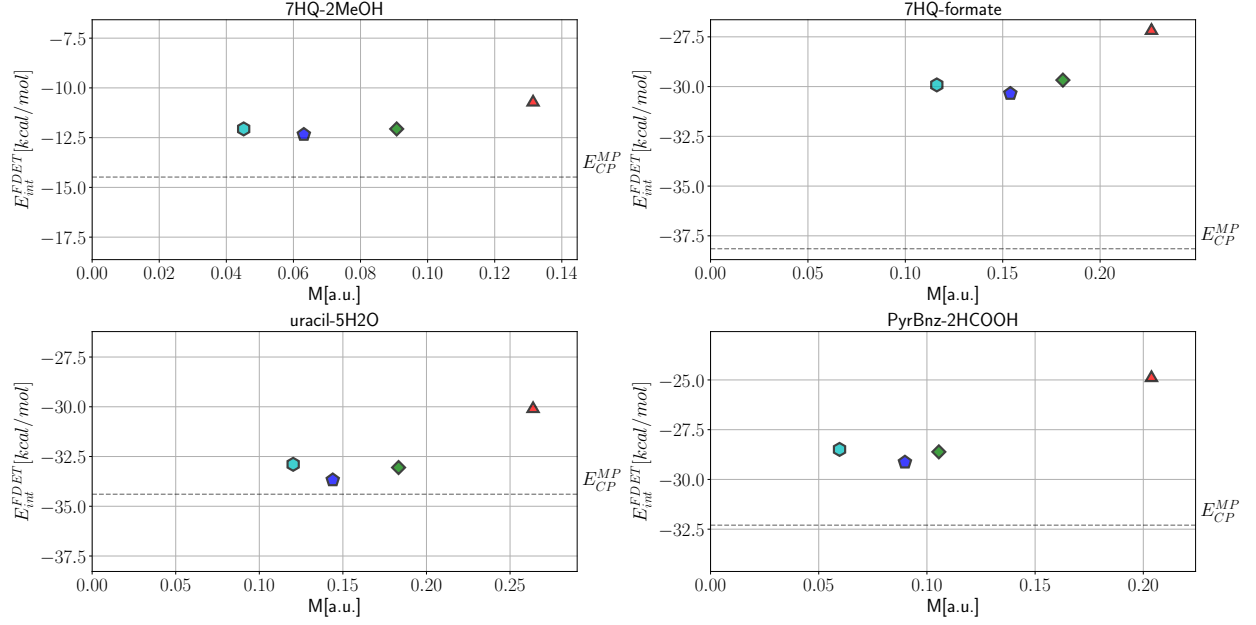 7HQ-2MeOH
−7.5
−10.0
−12.5
−15.0
−17.5
E_int^FDET [kcal/mol]
E_CP^MP
0.00 0.02 0.04 0.06 0.08 0.10 0.12 0.14
M[a.u.]
7HQ-formate
−27.5
−30.0
−32.5
−35.0
−37.5
E_int^FDET [kcal/mol]
E_CP^MP
0.00 0.05 0.10 0.15 0.20
M[a.u.]
uracil-5H2O
−27.5
−30.0
−32.5
−35.0
−37.5
E_int^FDET [kcal/mol]
E_CP^MP
0.00 0.05 0.10 0.15 0.20 0.25
M[a.u.]
PyrBnz-2HCOOH
−25.0
−27.5
−30.0
−32.5
E_int^FDET [kcal/mol]
E_CP^MP
0.00 0.05 0.10 0.15 0.20
M[a.u.]